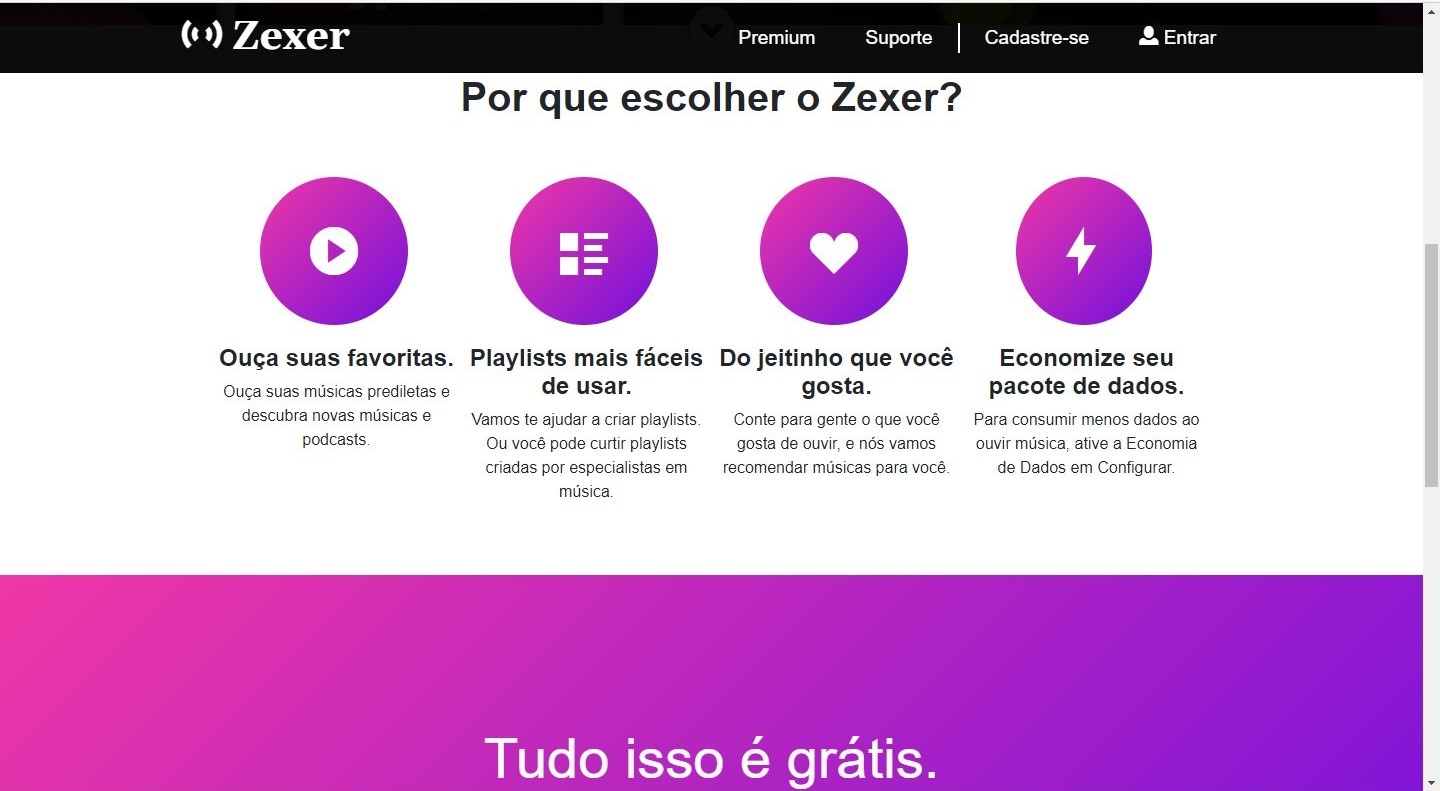 Zexer
Premium Suporte Cadastre-se Entrar
Por que escolher o Zexer?
Ouça suas favoritas.
Ouça suas músicas prediletas e
descubra novas músicas e
podcasts.
Playlists mais fáceis
de usar.
Vamos te ajudar a criar playlists.
Ou você pode curtir playlists
criadas por especialistas em
música.
Do jeitinho que você
gosta.
Conte para gente o que você
gosta de ouvir, e nós vamos
recomendar músicas para você.
Economize seu
pacote de dados.
Para consumir menos dados ao
ouvir música, ative a Economia
de Dados em Configurar.
Tudo isso é grátis.